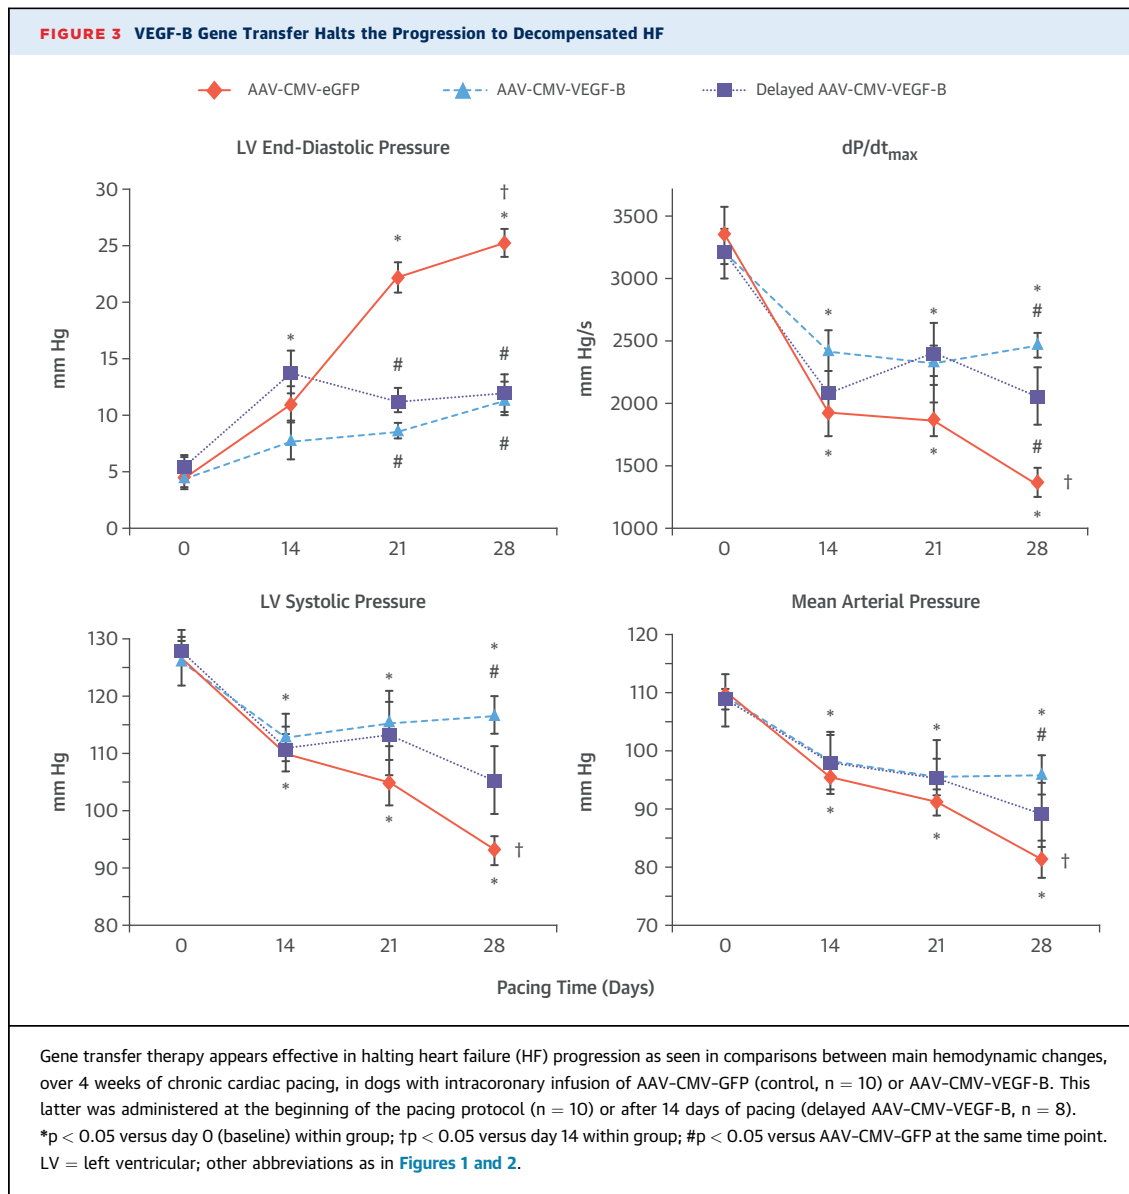 FIGURE 3 VEGF-B Gene Transfer Halts the Progression to Decompensated HF
AAV-CMV-eGFP AAV-CMV-VEGF-B Delayed AAV-CMV-VEGF-B
LV End-Diastolic Pressure
mm Hg
30
25
20
15
10
5
0
0 14 21 28
* * † * # # # #
dP/dtmax
mm Hg/s
3500
3000
2500
2000
1500
1000
0 14 21 28
* * * # # † * * *
LV Systolic Pressure
mm Hg
130
120
110
100
90
80
0 14 21 28
* * * # † * * *
Mean Arterial Pressure
mm Hg
120
110
100
90
80
70
0 14 21 28
* * * # † * * *
Pacing Time (Days)
Gene transfer therapy appears effective in halting heart failure (HF) progression as seen in comparisons between main hemodynamic changes,
over 4 weeks of chronic cardiac pacing, in dogs with intracoronary infusion of AAV-CMV-GFP (control, n = 10) or AAV-CMV-VEGF-B. This
latter was administered at the beginning of the pacing protocol (n = 10) or after 14 days of pacing (delayed AAV-CMV-VEGF-B, n = 8).
*p < 0.05 versus day 0 (baseline) within group; †p < 0.05 versus day 14 within group; #p < 0.05 versus AAV-CMV-GFP at the same time point.
LV = left ventricular; other abbreviations as in Figures 1 and 2.